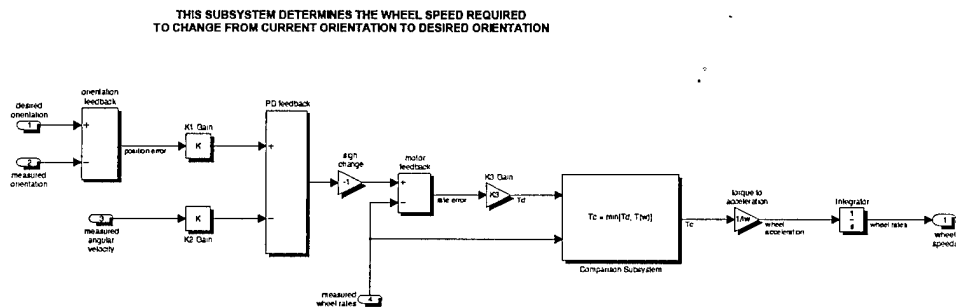 THIS SUBSYSTEM DETERMINES THE WHEEL SPEED REQUIRED
TO CHANGE FROM CURRENT ORIENTATION TO DESIRED ORIENTATION
desired
orientation
1
2
measured
orientation
orientation
feedback
+
−
position error
K1 Gain
K
3
measured
angular
velocity
K
K2 Gain
PD feedback
+
−
sign
change
-1
motor
feedback
+
−
rate error
K3 Gain
K3
Td
measured
wheel rates
4
Tc = min[Td, T(w)]
Comparison Subsystem
Tc
torque to
acceleration
1/Iw
wheel
acceleration
Integrator
1
s
wheel rates
1
wheel
speeds